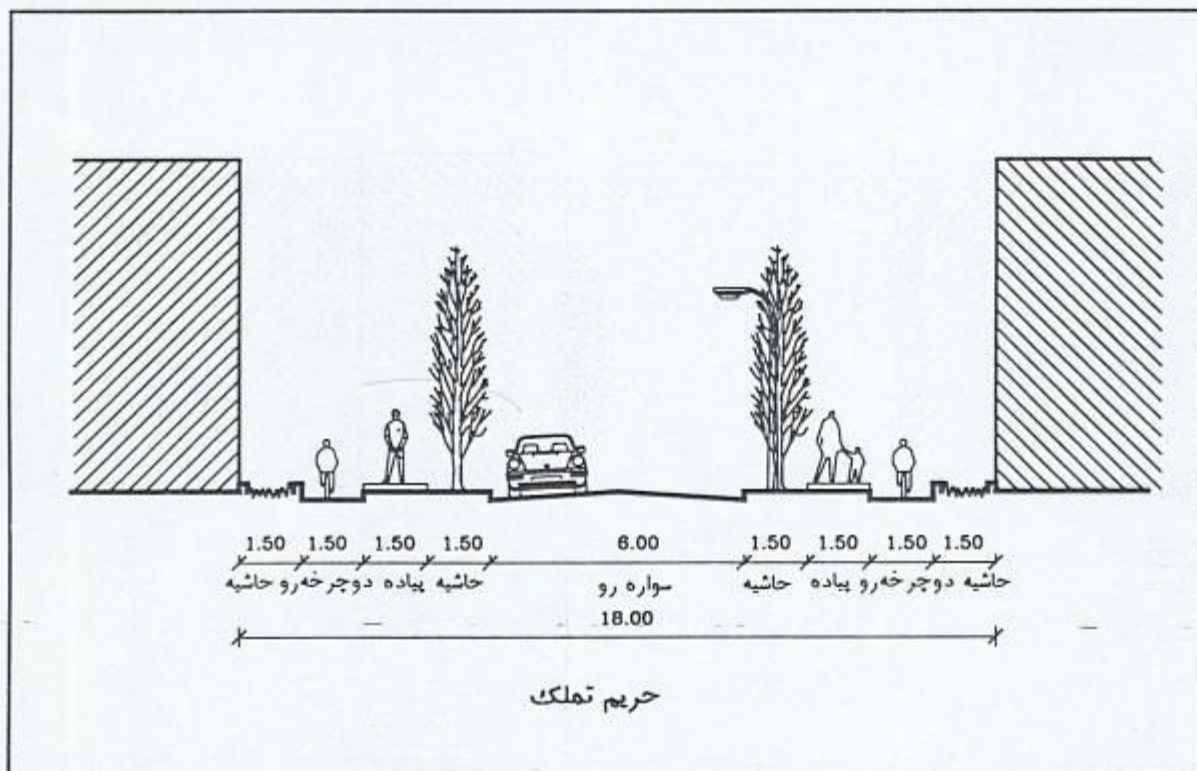 1.50 1.50 1.50 1.50 6.00 1.50 1.50 1.50 1.50
حاشیه دوچرخه‌رو پیاده حاشیه سواره رو حاشیه پیاده رو دوچرخه حاشیه
18.00
حریم تملک